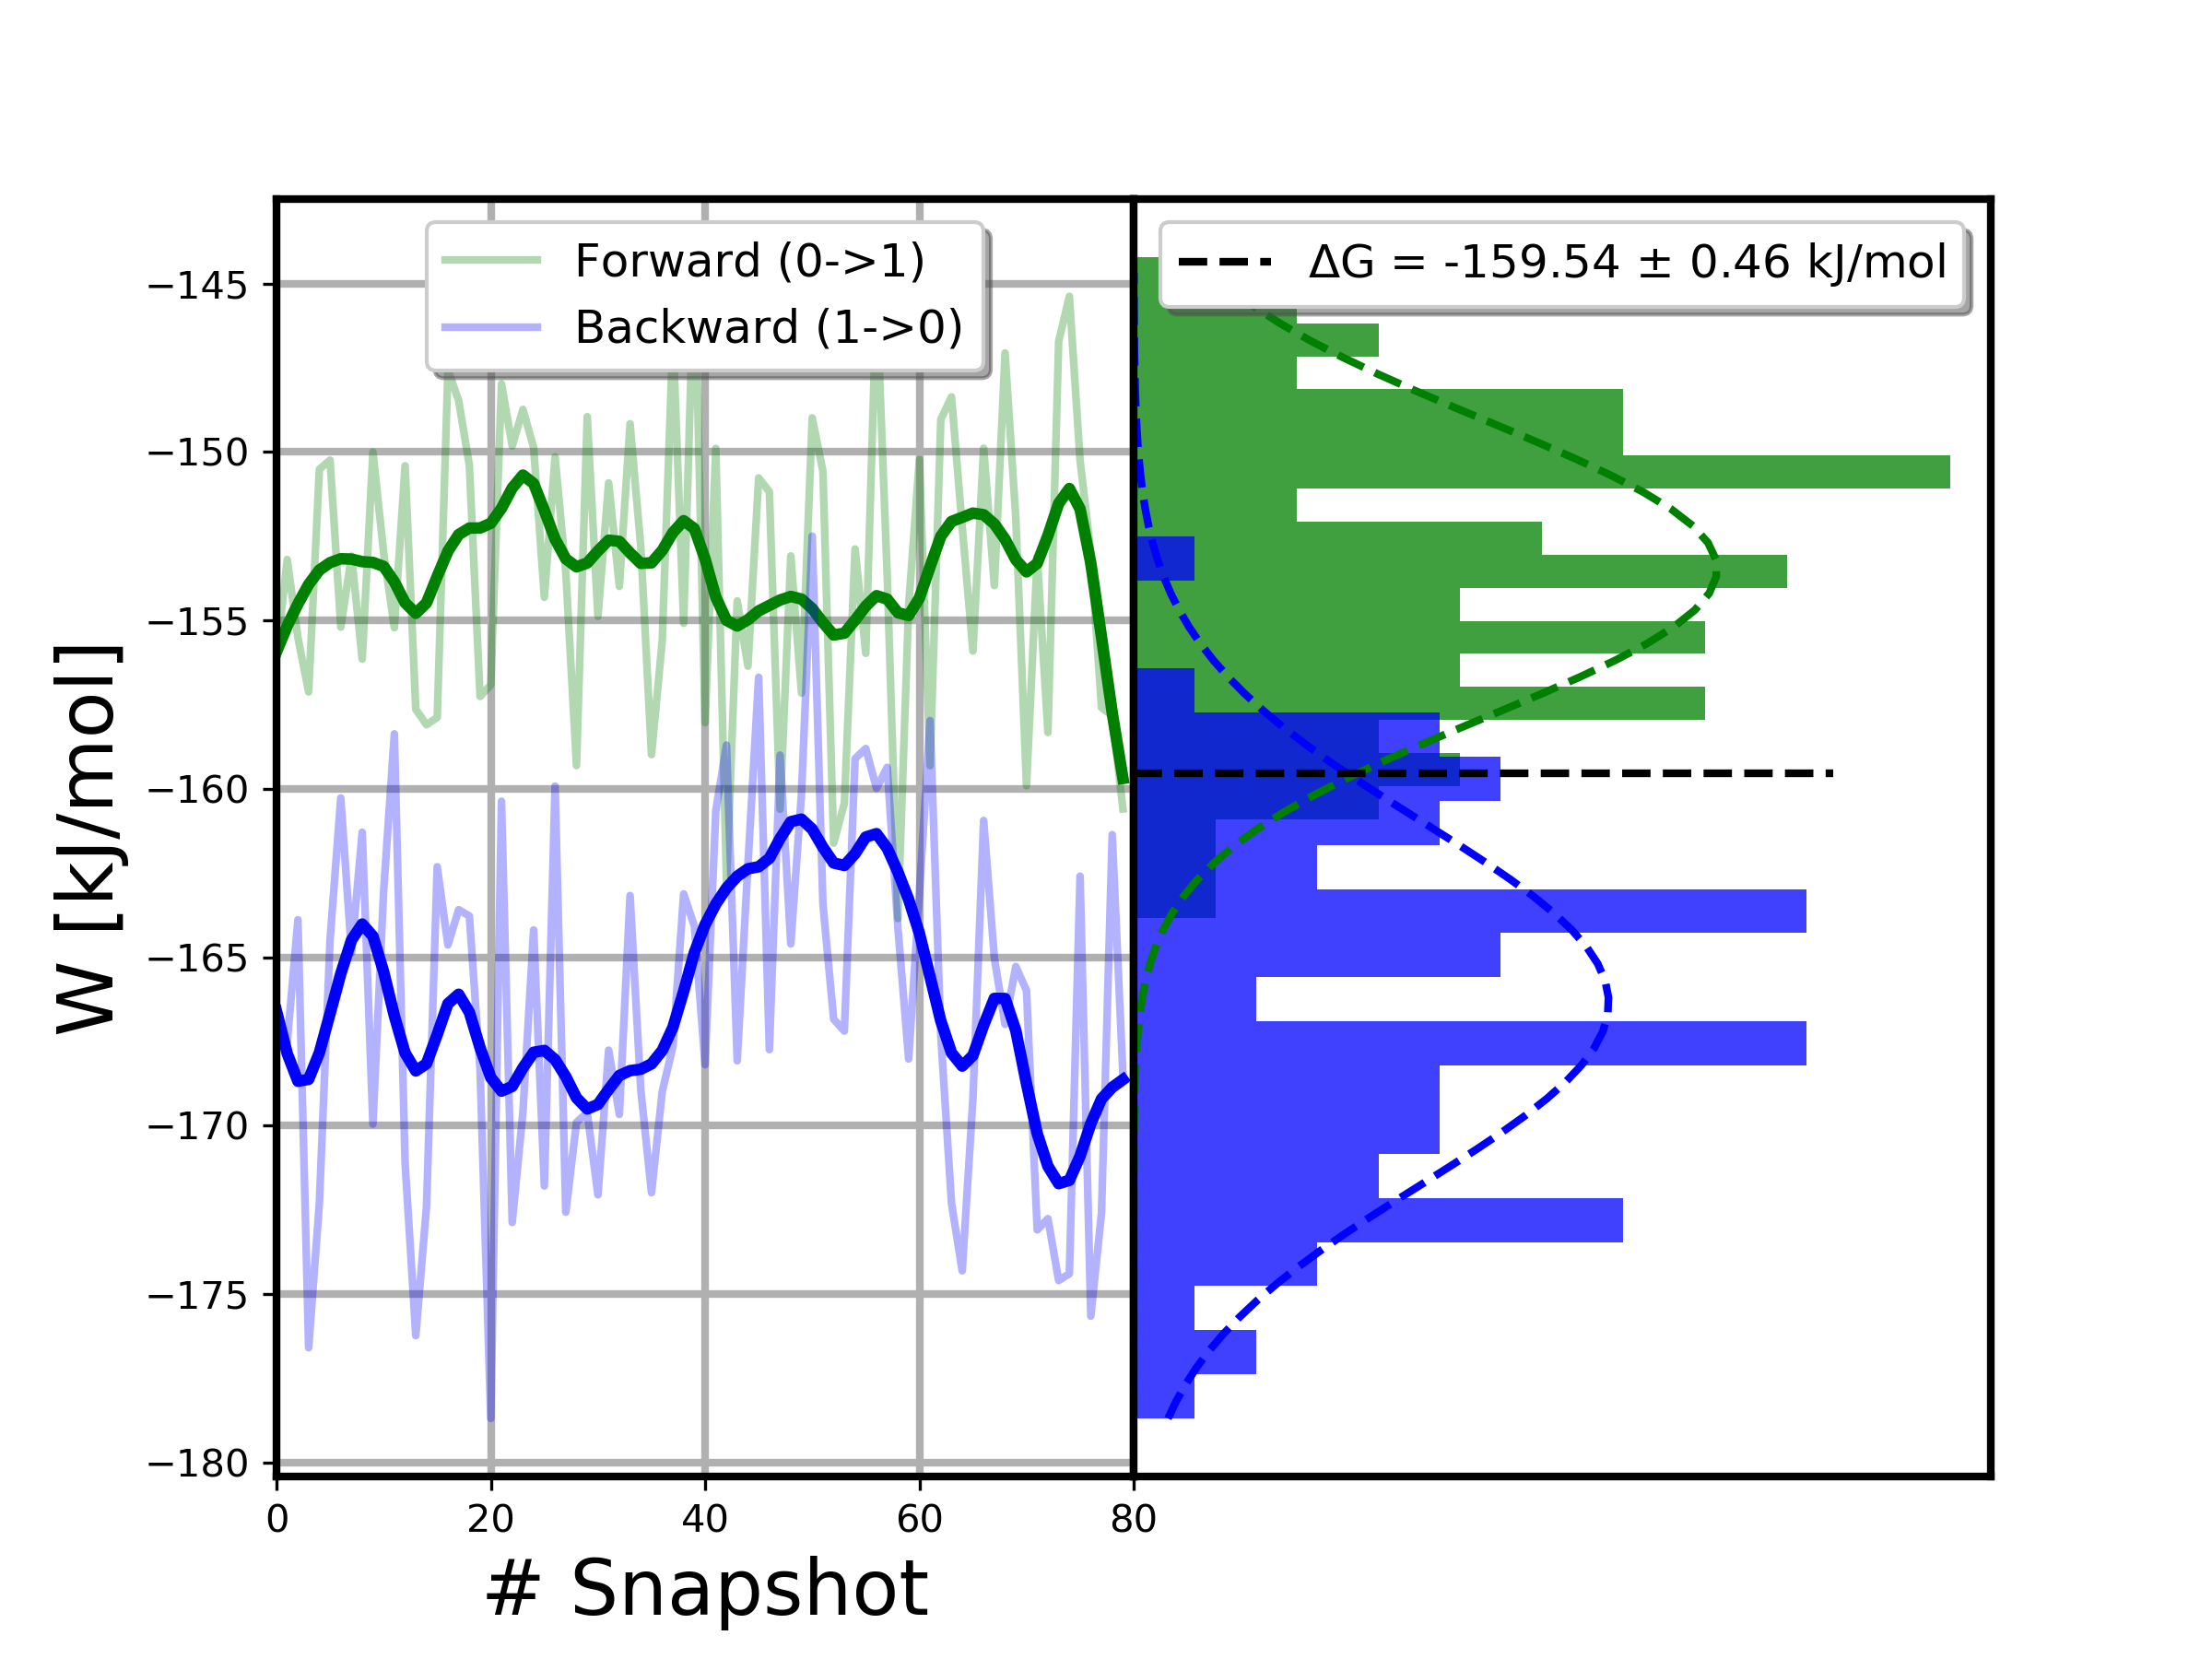 Forward (0->1)
Backward (1->0)
ΔG = -159.54 ± 0.46 kJ/mol
−145
−150
−155
−160
−165
−170
−175
−180
W [kJ/mol]
0 20 40 60 80
# Snapshot